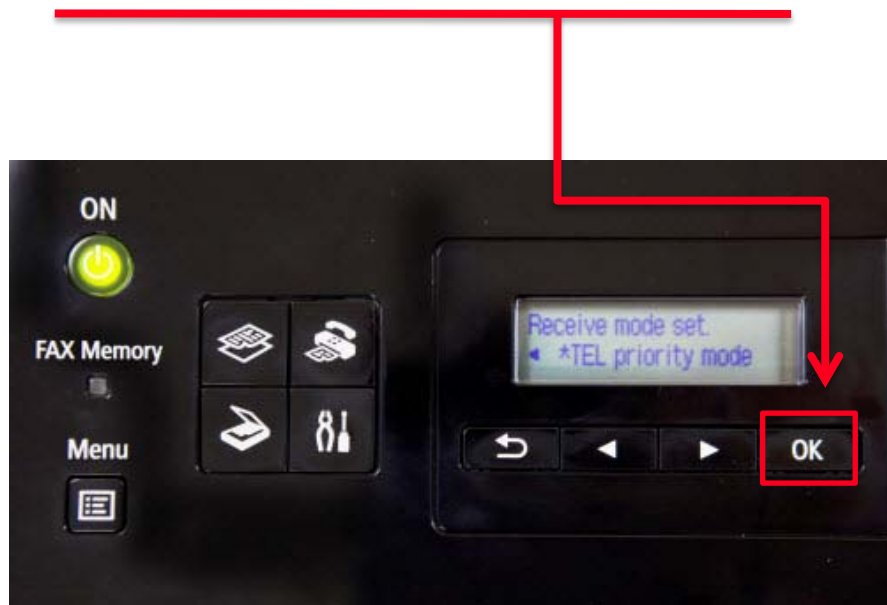 ON
FAX Memory
Menu
Receive mode set.
*TEL priority mode
OK